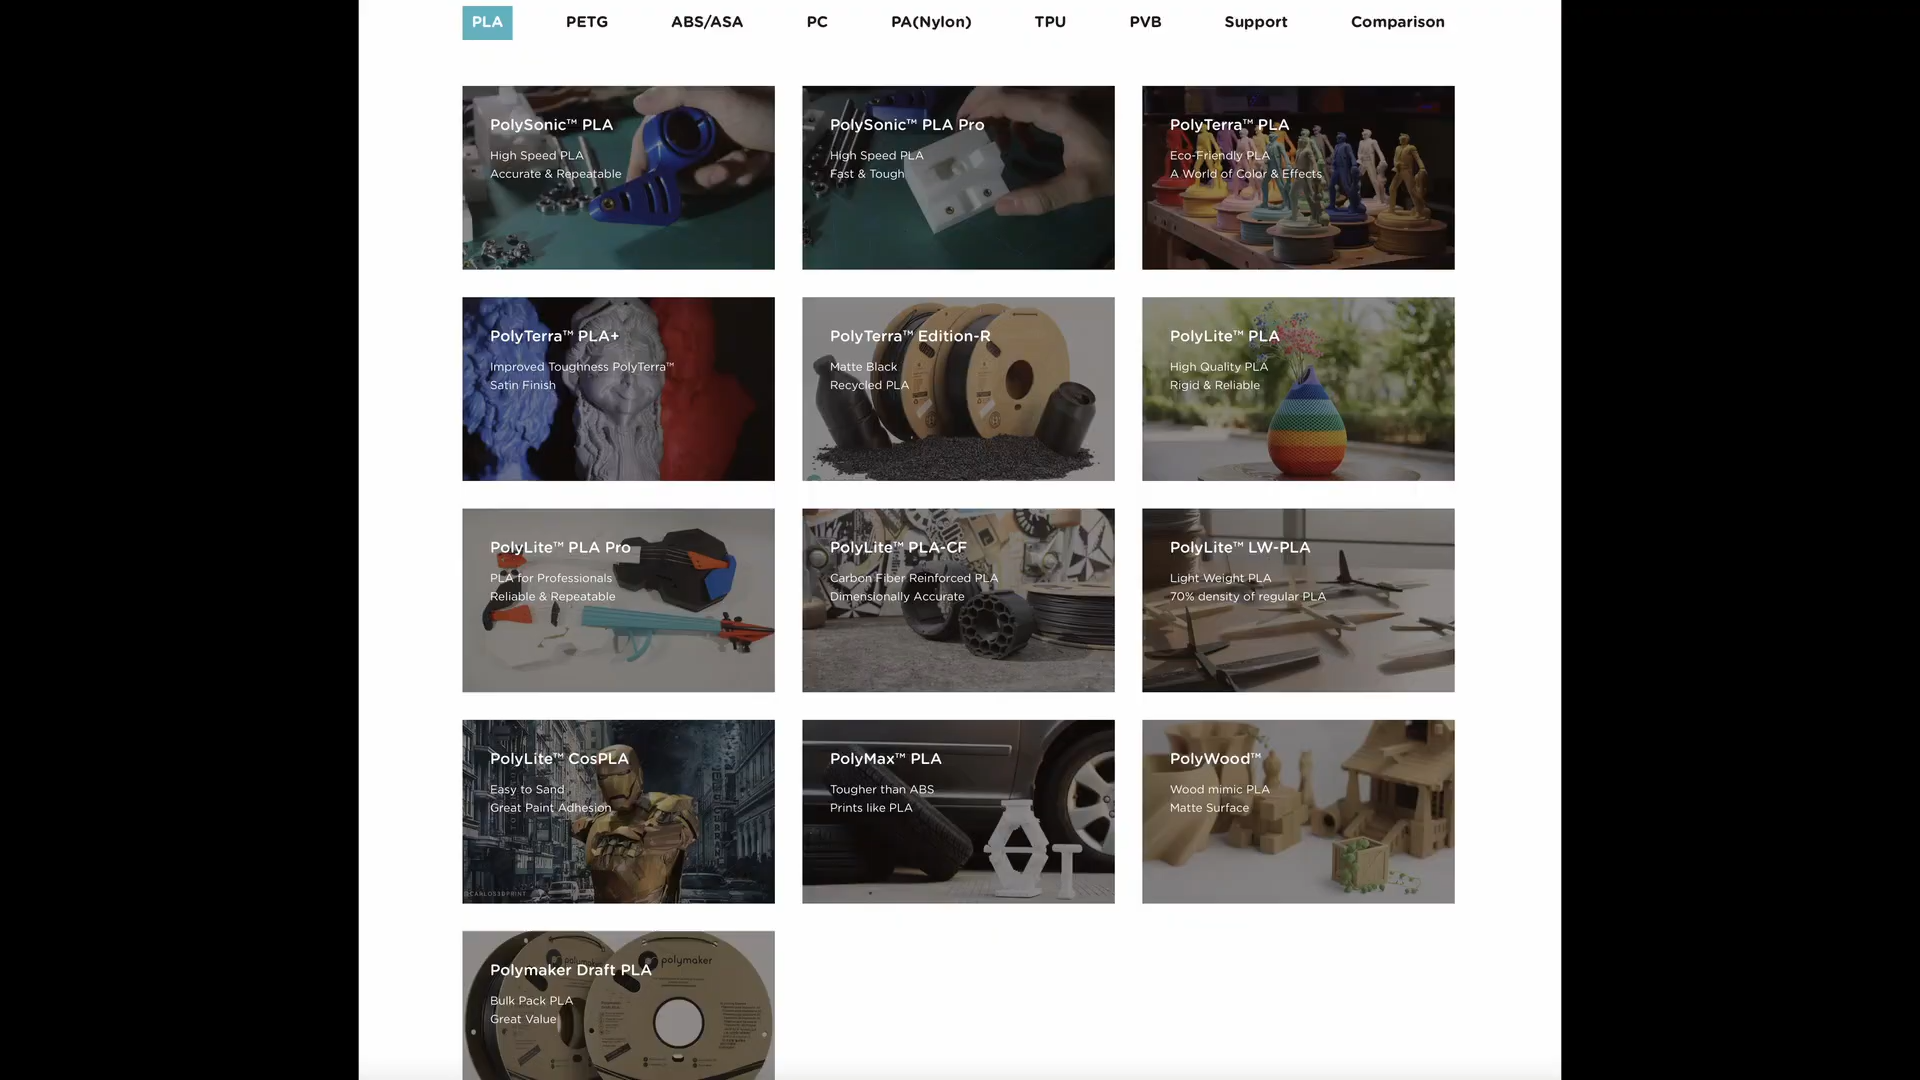 PLA
PETG
ABS/ASA
PC
PA(Nylon)
TPU
PVB
Support
Comparison
PolySonic™ PLA
High Speed PLA
Accurate & Repeatable
PolySonic™ PLA Pro
High Speed PLA
Fast & Tough
PolyTerra™ PLA
Eco-Friendly PLA
A World of Color & Effects
PolyTerra™ PLA+
Improved Toughness PolyTerra™
Satin Finish
PolyTerra™ Edition-R
Matte Black
Recycled PLA
PolyLite™ PLA
High Quality PLA
Rigid & Reliable
PolyLite™ PLA Pro
PLA for Professionals
Reliable & Repeatable
PolyLite™ PLA-CF
Carbon Fiber Reinforced PLA
Dimensionally Accurate
PolyLite™ LW-PLA
Light Weight PLA
70% density of regular PLA
PolyLite™ CosPLA
Easy to Sand
Great Paint Adhesion
@CARLOS3DPRINT
PolyMax™ PLA
Tougher than ABS
Prints like PLA
PolyWood™
Wood mimic PLA
Matte Surface
polymaker
polymaker
Polymaker Draft PLA
Bulk Pack PLA
Great Value